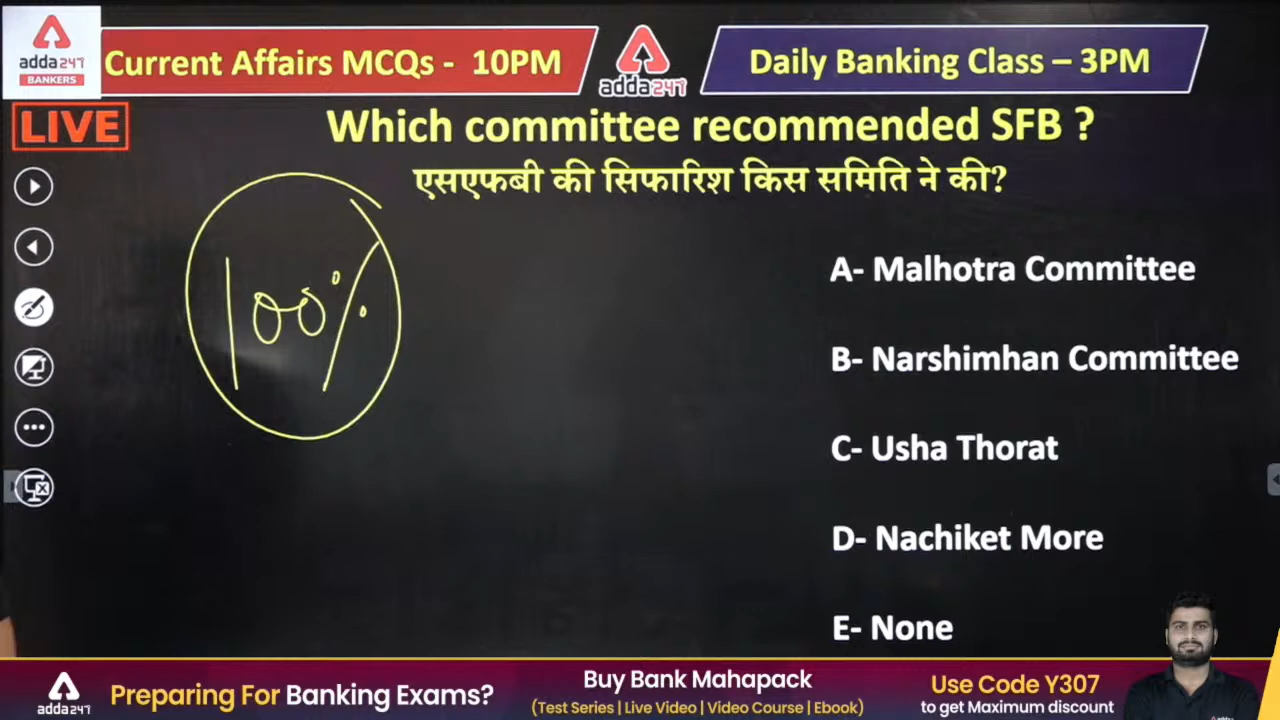 adda247
BANKERS
Current Affairs MCQs - 10PM
adda247
Daily Banking Class – 3PM
LIVE
Which committee recommended SFB ?
एसएफबी की सिफारिश किस समिति ने की?
100%
A- Malhotra Committee
B- Narshimhan Committee
C- Usha Thorat
D- Nachiket More
E- None
adda247
Preparing For Banking Exams?
Buy Bank Mahapack
(Test Series | Live Video | Video Course | Ebook)
Use Code Y307
to get Maximum discount